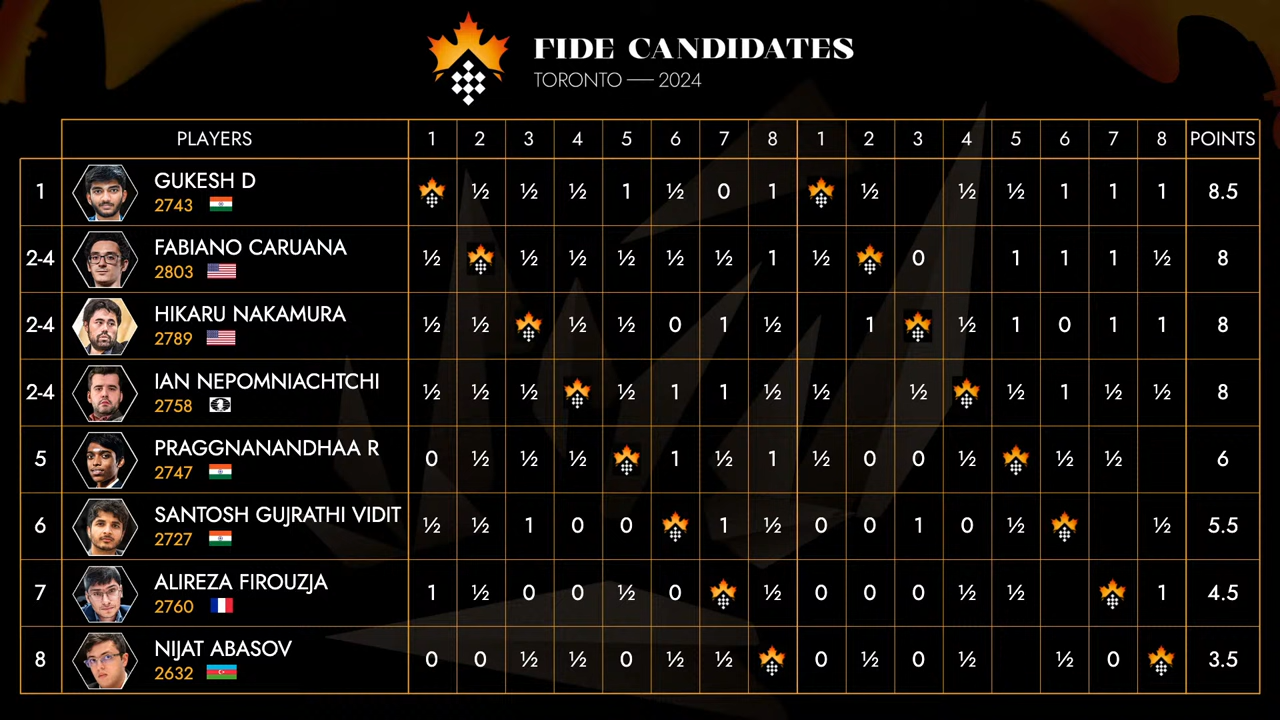 FIDE CANDIDATES
TORONTO — 2024
PLAYERS 1 2 3 4 5 6 7 8 1 2 3 4 5 6 7 8 POINTS
1 GUKESH D ½ ½ ½ 1 ½ 0 1 ½ ½ ½ 1 1 1 8.5
2743
2-4 FABIANO CARUANA ½ ½ ½ ½ ½ ½ 1 ½ 0 1 1 1 ½ 8
2803
2-4 HIKARU NAKAMURA ½ ½ ½ ½ 0 1 ½ 1 ½ 1 0 1 1 8
2789
2-4 IAN NEPOMNIACHTCHI ½ ½ ½ ½ 1 1 ½ ½ ½ ½ 1 ½ ½ 8
2758
5 PRAGGNANANDHAA R 0 ½ ½ ½ 1 ½ 1 ½ 0 0 ½ ½ ½ 6
2747
6 SANTOSH GUJRATHI VIDIT ½ ½ 1 0 0 1 ½ 0 0 1 0 ½ ½ 5.5
2727
7 ALIREZA FIROUZJA 1 ½ 0 0 ½ 0 ½ 0 0 0 ½ ½ 1 4.5
2760
8 NIJAT ABASOV 0 0 ½ ½ 0 ½ ½ 0 ½ 0 ½ ½ 0 3.5
2632